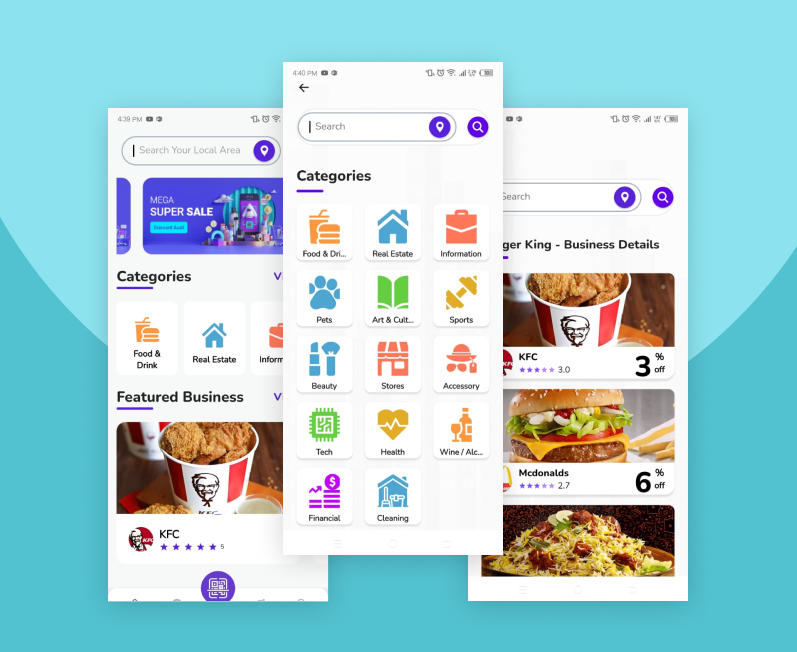 4:39 PM
Search Your Local Area
MEGA
SUPER SALE
Discount Add!
Categories
V
Food &
Drink
Real Estate
Inform
Featured Business
V
KFC
KFC
KFC
5
4:40 PM
Search
Categories
Food & Dri...
Real Estate
Information
Pets
Art & Cult...
Sports
Beauty
Stores
Accessory
Tech
Health
Wine / Alc...
Financial
Cleaning
Search
ger King - Business Details
KFC
3.0
3 % off
Mcdonalds
2.7
6 % off